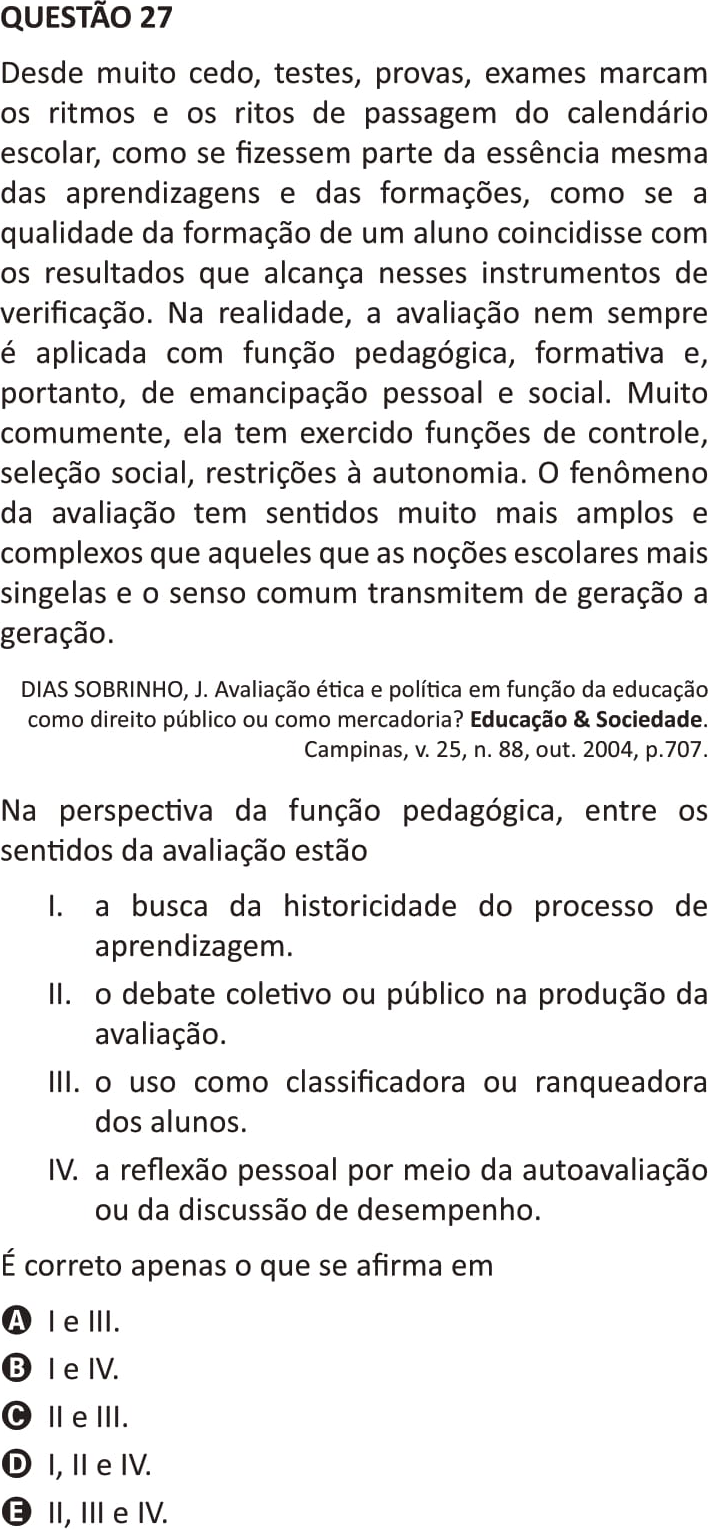 QUESTÃO 27
Desde muito cedo, testes, provas, exames marcam
os ritmos e os ritos de passagem do calendário
escolar, como se fizessem parte da essência mesma
das aprendizagens e das formações, como se a
qualidade da formação de um aluno coincidisse com
os resultados que alcança nesses instrumentos de
verificação. Na realidade, a avaliação nem sempre
é aplicada com função pedagógica, formativa e,
portanto, de emancipação pessoal e social. Muito
comumente, ela tem exercido funções de controle,
seleção social, restrições à autonomia. O fenômeno
da avaliação tem sentidos muito mais amplos e
complexos que aqueles que as noções escolares mais
singelas e o senso comum transmitem de geração a
geração.
DIAS SOBRINHO, J. Avaliação ética e política em função da educação
como direito público ou como mercadoria? Educação & Sociedade.
Campinas, v. 25, n. 88, out. 2004, p.707.
Na perspectiva da função pedagógica, entre os
sentidos da avaliação estão
I. a busca da historicidade do processo de
aprendizagem.
II. o debate coletivo ou público na produção da
avaliação.
III. o uso como classificadora ou ranqueadora
dos alunos.
IV. a reflexão pessoal por meio da autoavaliação
ou da discussão de desempenho.
É correto apenas o que se afirma em
A I e III.
B I e IV.
C II e III.
D I, II e IV.
E II, III e IV.